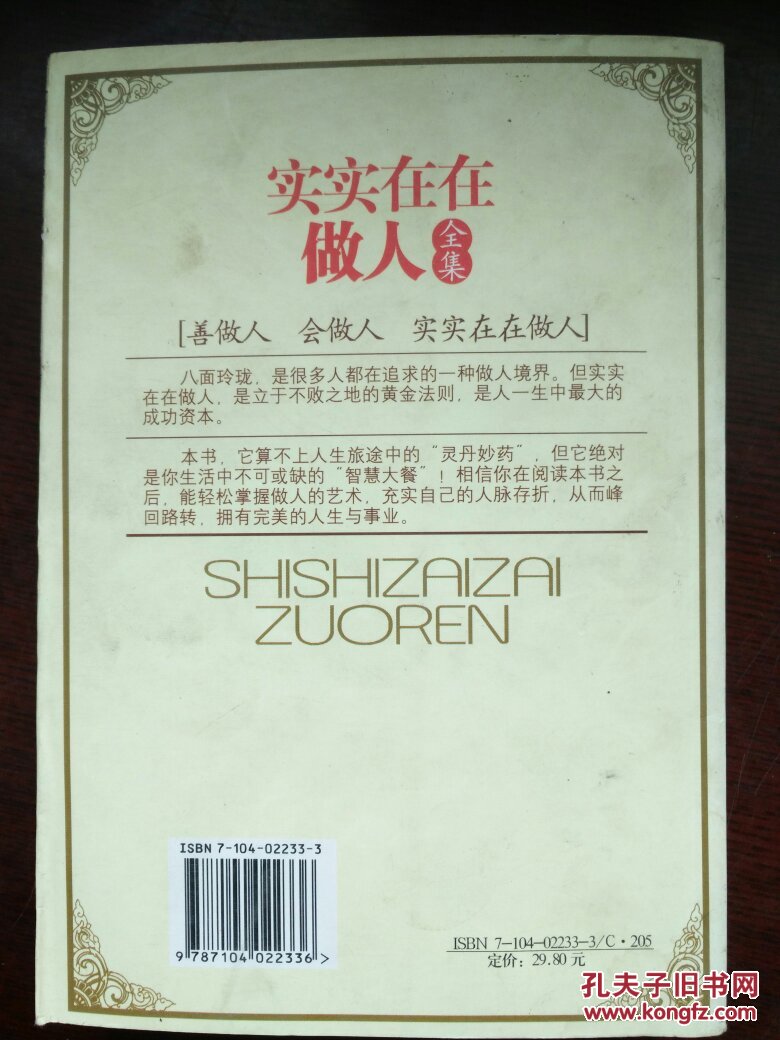 实实在在
做人全集
[善做人 会做人 实实在在做人]
八面玲珑，是很多人都在追求的一种做人境界。但实实
在在做人，是立于不败之地的黄金法则，是人一生中最大的
成功资本。
本书，它算不上人生旅途中的“灵丹妙药”，但它绝对
是你生活中不可或缺的“智慧大餐”！相信你在阅读本书之
后，能轻松掌握做人的艺术，充实自己的人脉存折，从而峰
回路转，拥有完美的人生与事业。
SHISHIZAIZAI
ZUOREN
ISBN 7-104-02233-3
9 787104 022336 >
ISBN 7-104-02233-3/C·205
定价：29.80 元
孔夫子旧书网
www.kongfz.com